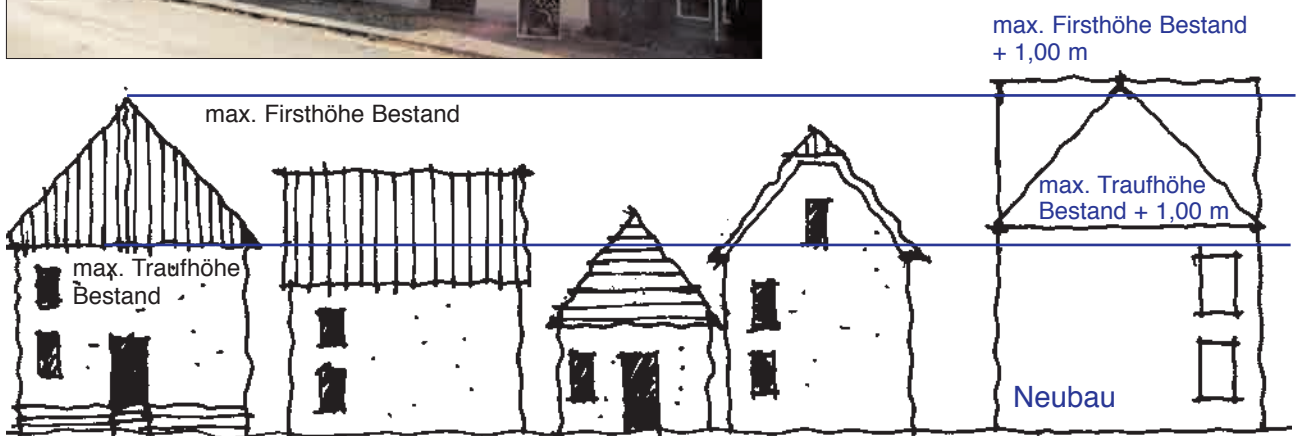 max. Firsthöhe Bestand
+ 1,00 m
max. Firsthöhe Bestand
max. Traufhöhe
Bestand + 1,00 m
max. Traufhöhe
Bestand
Neubau